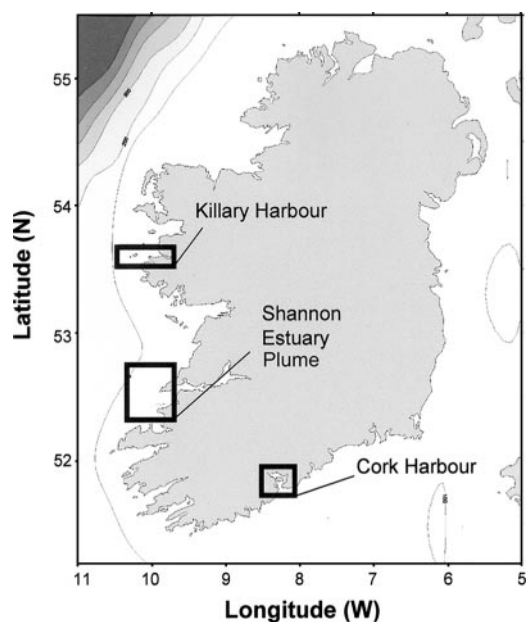 55
54
Killary Harbour
Latitude (N)
53
Shannon
Estuary
Plume
52
Cork Harbour
11 10 9 8 7 6 5
Longitude (W)